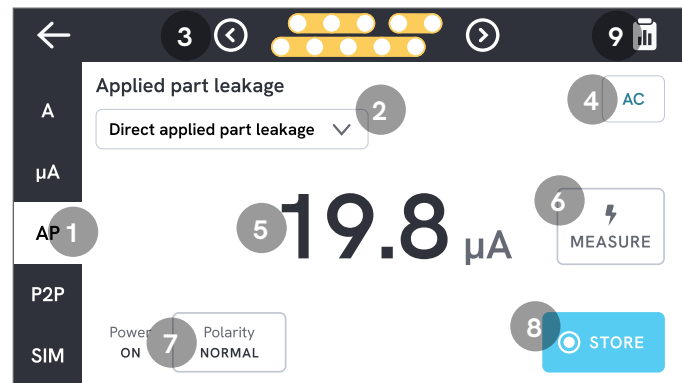 3
9
Applied part leakage
2
4 AC
Direct applied part leakage
A
µA
AP 1
P2P
SIM
5 19.8 µA
6
MEASURE
Power
ON
7
Polarity
NORMAL
8
STORE